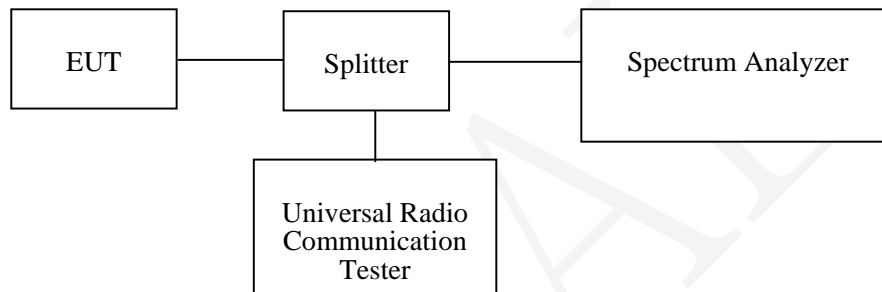 EUT
Splitter
Spectrum Analyzer
Universal Radio
Communication
Tester